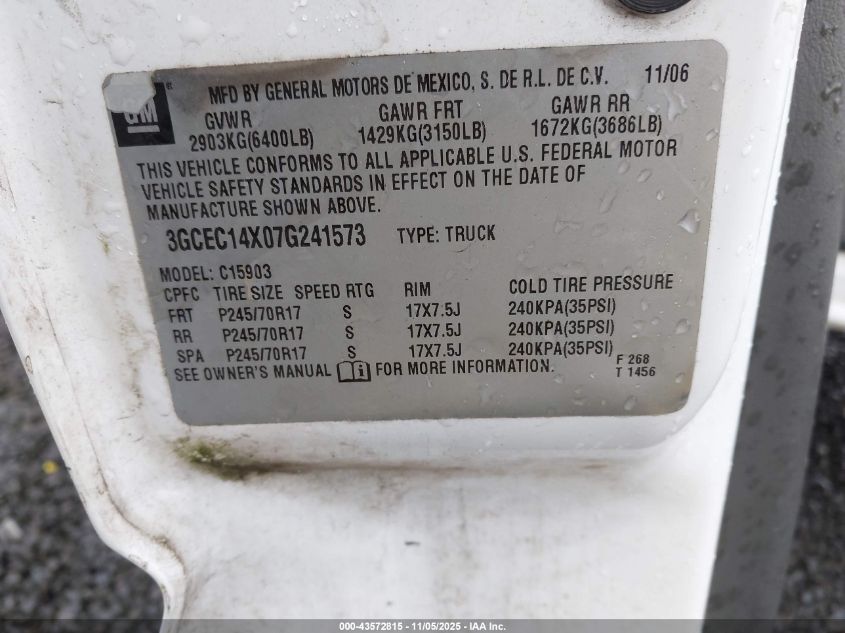 GM ®
MFD BY GENERAL MOTORS DE MEXICO, S. DE R.L. DE C.V. 11/06
GVWR GAWR FRT GAWR RR
2903KG(6400LB) 1429KG(3150LB) 1672KG(3686LB)
THIS VEHICLE CONFORMS TO ALL APPLICABLE U.S. FEDERAL MOTOR
VEHICLE SAFETY STANDARDS IN EFFECT ON THE DATE OF
MANUFACTURE SHOWN ABOVE.
3GCEC14X07G241573 TYPE: TRUCK
MODEL: C15903
CPFC TIRE SIZE SPEED RTG RIM COLD TIRE PRESSURE
FRT P245/70R17 S 17X7.5J 240KPA(35PSI)
RR P245/70R17 S 17X7.5J 240KPA(35PSI)
SPA P245/70R17 S 17X7.5J 240KPA(35PSI)
SEE OWNER'S MANUAL FOR MORE INFORMATION.
F 268
T 1456
000-43572815 - 11/05/2025 - IAA Inc.